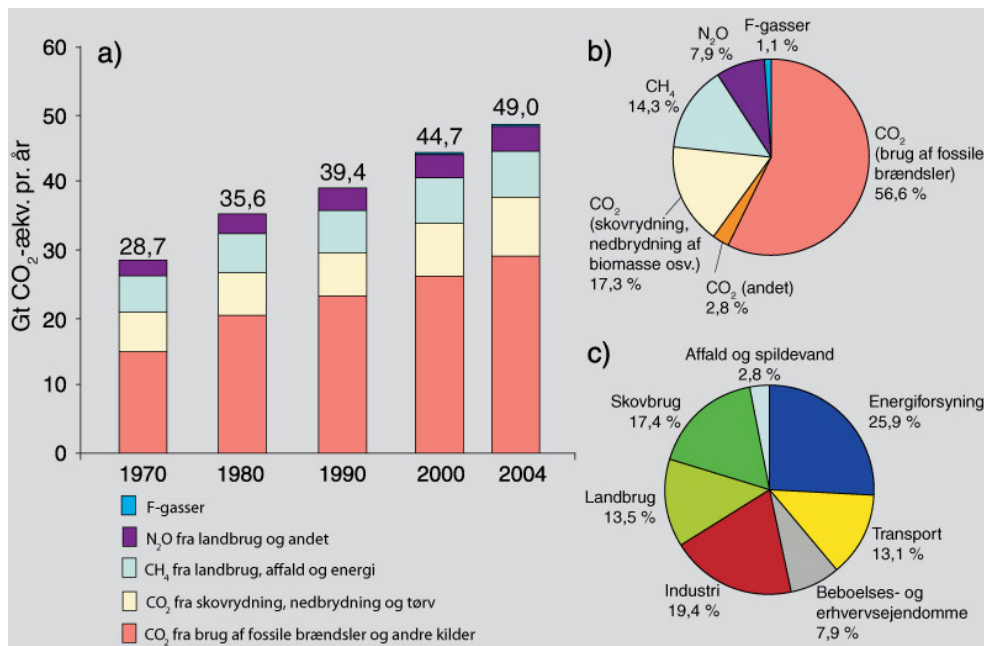 a)
Gt CO₂-ækv. pr. år
60
50
40
30
20
10
0
28,7
35,6
39,4
44,7
49,0
1970
1980
1990
2000
2004
F-gasser
N₂O fra landbrug og andet
CH₄ fra landbrug, affald og energi
CO₂ fra skovrydning, nedbrydning og tørv
CO₂ fra brug af fossile brændsler og andre kilder
b)
F-gasser
1,1 %
N₂O
7,9 %
CH₄
14,3 %
CO₂
(brug af fossile
brændsler)
56,6 %
CO₂
(skovrydning,
nedbrydning af
biomasse osv.)
17,3 %
CO₂ (andet)
2,8 %
c)
Affald og spildevand
2,8 %
Skovbrug
17,4 %
Energiforsyning
25,9 %
Landbrug
13,5 %
Transport
13,1 %
Industri
19,4 %
Beboelses- og
erhvervsejendomme
7,9 %